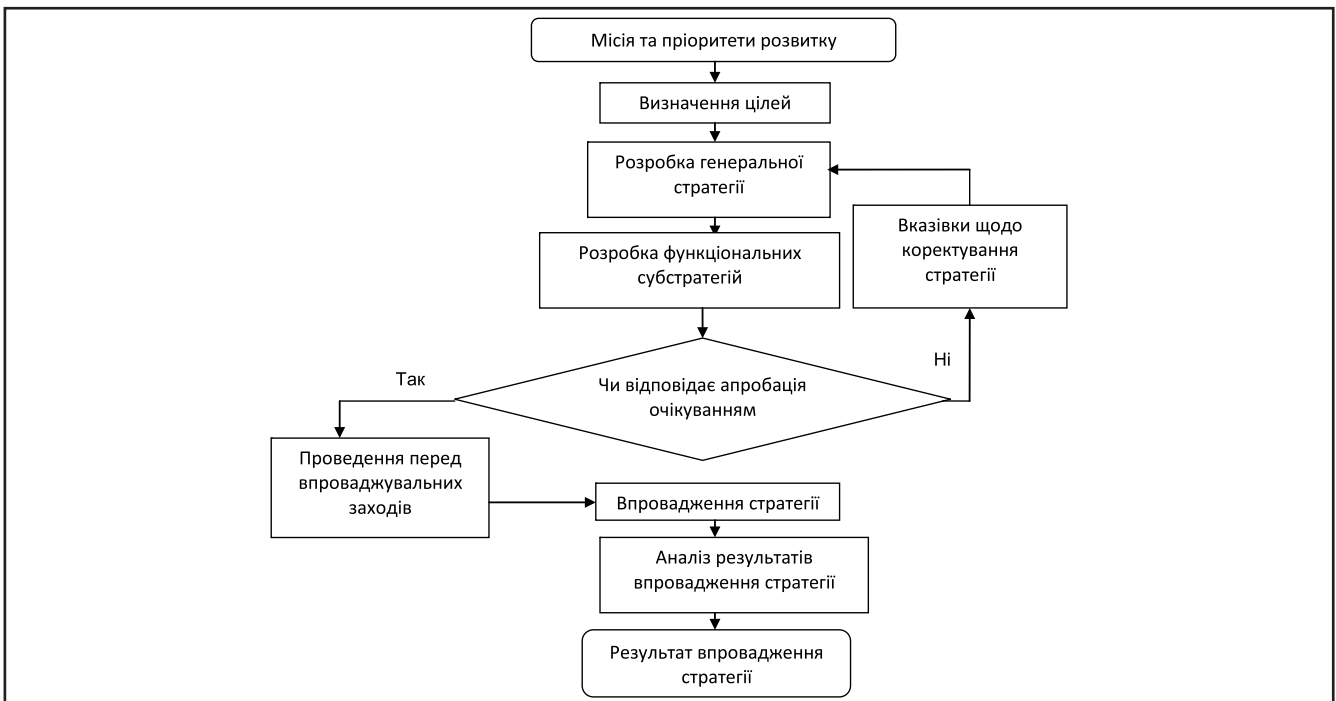 Місія та пріоритети розвитку
Визначення цілей
Розробка генеральної
стратегії
Вказівки щодо
коректування
стратегії
Розробка функціональних
субстратегій
Ні
Так
Чи відповідає апробація
очікуванням
Проведення перед
впроваджувальних
заходів
Впровадження стратегії
Аналіз результатів
впровадження стратегії
Результат впровадження
стратегії